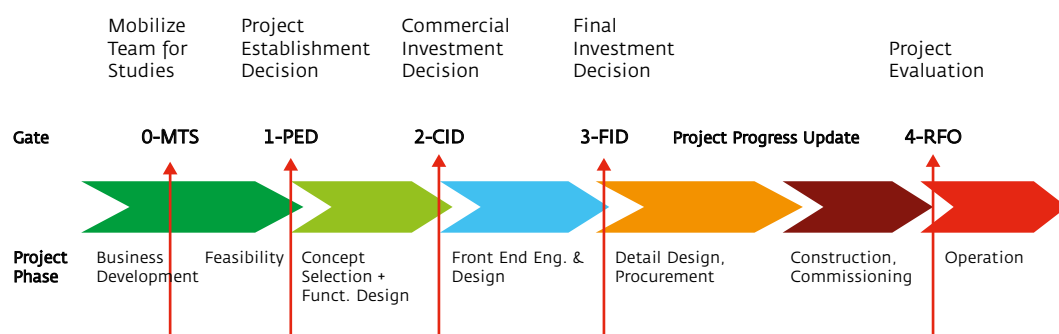 Mobilize
Team for
Studies
Project
Establishment
Decision
Commercial
Investment
Decision
Final
Investment
Decision
Project
Evaluation
Gate
0-MTS
1-PED
2-CID
3-FID
Project Progress Update
4-RFO
Project
Phase
Business
Development
Feasibility
Concept
Selection +
Funct. Design
Front End Eng. &
Design
Detail Design,
Procurement
Construction,
Commissioning
Operation